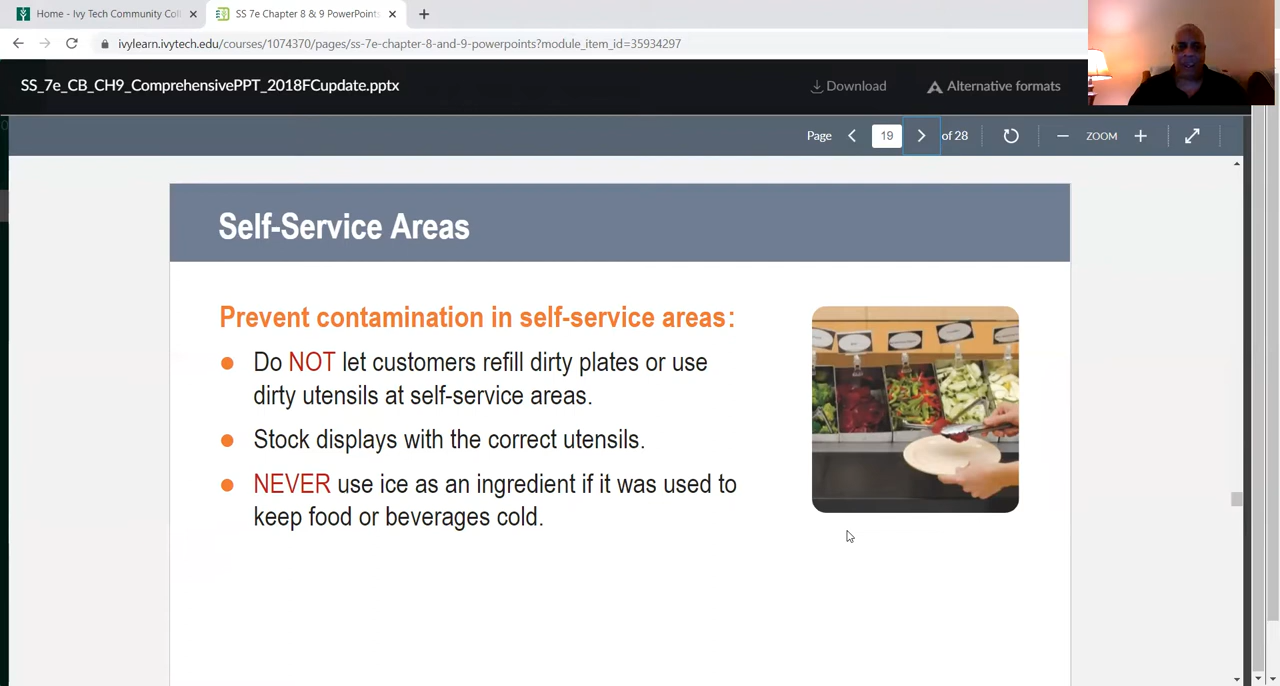 Home - Ivy Tech Community Coll
SS 7e Chapter 8 & 9 PowerPoints
ivylearn.ivytech.edu/courses/1074370/pages/ss-7e-chapter-8-and-9-powerpoints?module_item_id=35934297
SS_7e_CB_CH9_ComprehensivePPT_2018FCupdate.pptx
Download
Alternative formats
Page 19 of 28 ZOOM
Self-Service Areas
Prevent contamination in self-service areas:
Do NOT let customers refill dirty plates or use
dirty utensils at self-service areas.
Stock displays with the correct utensils.
NEVER use ice as an ingredient if it was used to
keep food or beverages cold.